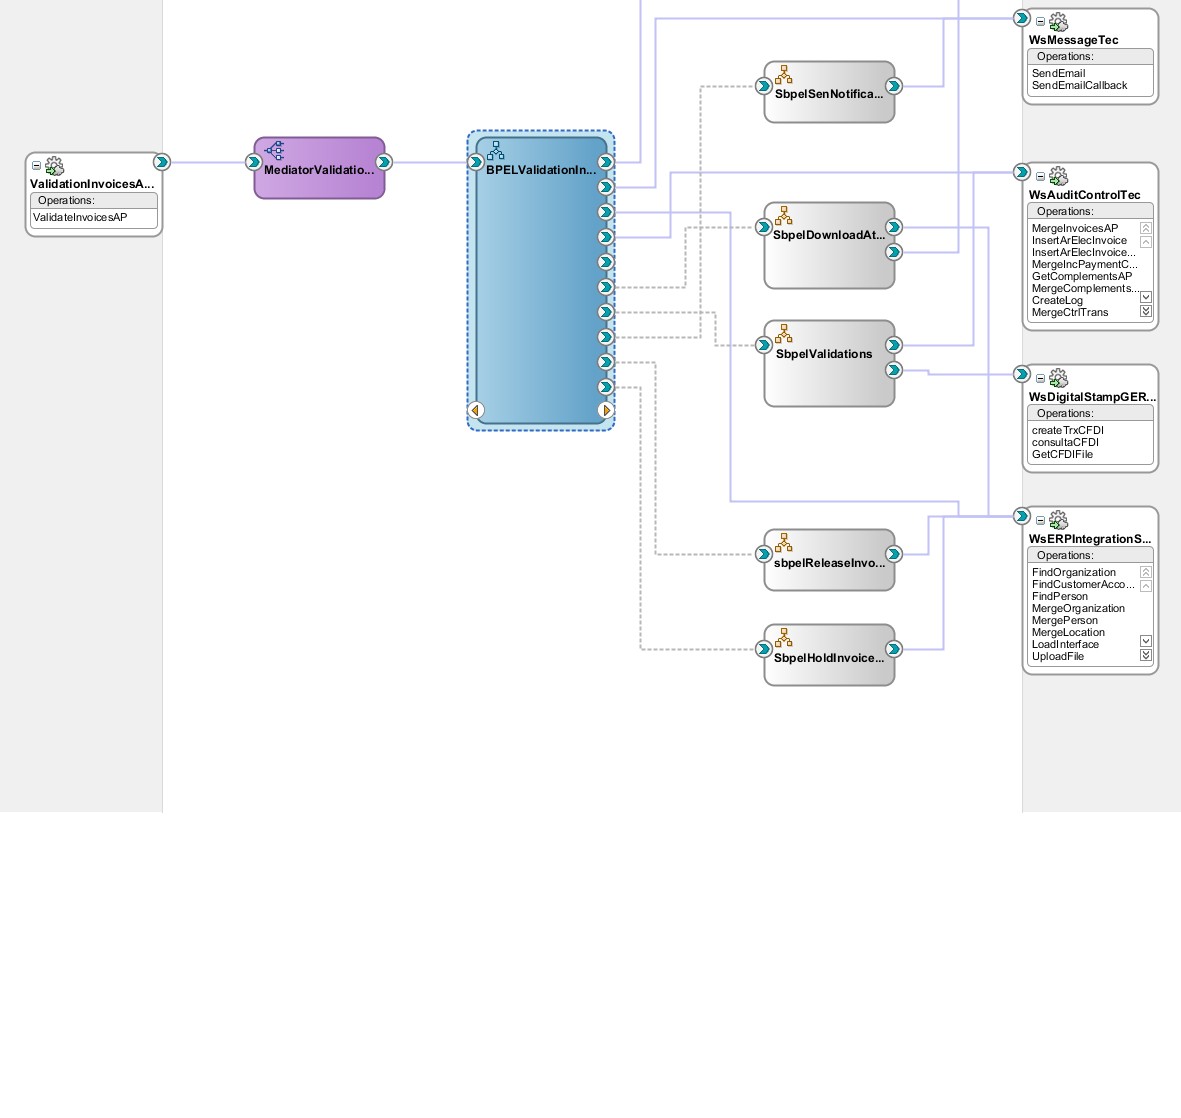 WsMessageTec
Operations:
SendEmail
SendEmailCallback
SbpelSenNotifica...
ValidationInvoicesA...
Operations:
ValidateInvoicesAP
MediatorValidatio...
BPELValidationIn...
SbpelDownloadAt...
SbpelValidations
WsAuditControlTec
Operations:
MergeInvoicesAP
InsertArElecInvoice
InsertArElecInvoice...
MergeIncPaymentC...
GetComplementsAP
MergeComplements...
CreateLog
MergeCtrlTrans
WsDigitalStampGER...
Operations:
createTrxCFDI
consultaCFDI
GetCFDIFile
sbpelReleaseInvo...
SbpelHoldInvoice...
WsERPIntegrationS...
Operations:
FindOrganization
FindCustomerAcco...
FindPerson
MergeOrganization
MergePerson
MergeLocation
LoadInterface
UploadFile